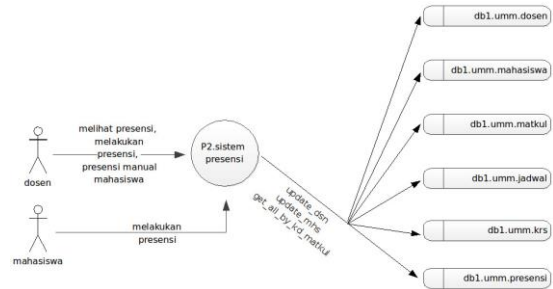 melihat presensi,
melakukan
presensi,
presensi manual
mahasiswa
dosen
melakukan
presensi
mahasiswa
P2.sistem
presensi
update_dsn
update_mhs
get_all_by_kd_matkul
db1.umm.dosen
db1.umm.mahasiswa
db1.umm.matkul
db1.umm.jadwal
db1.umm.krs
db1.umm.presensi